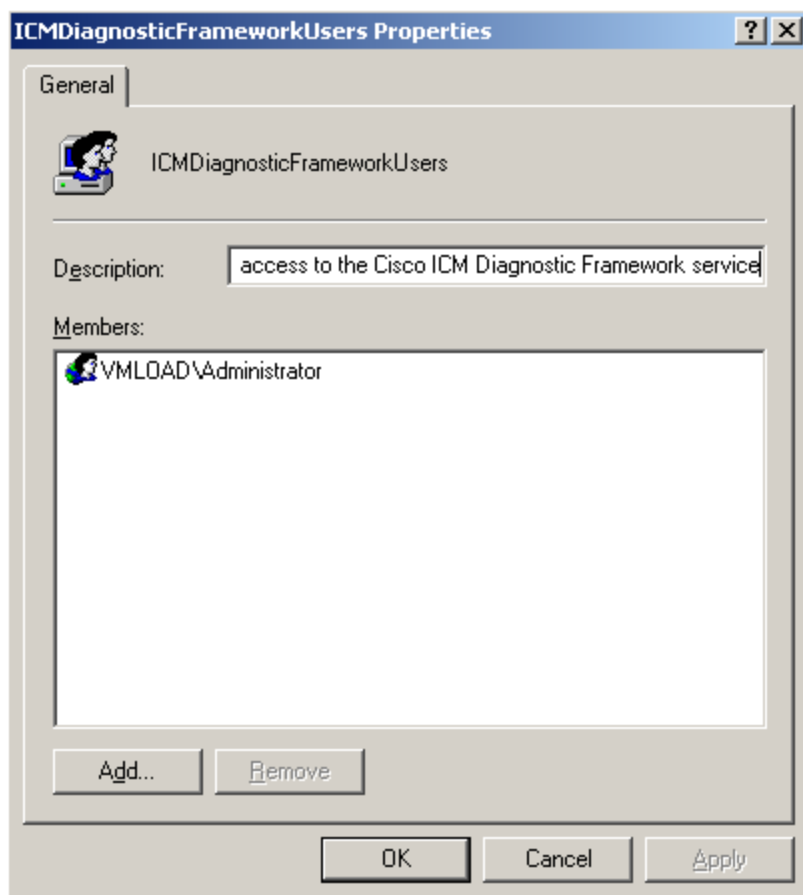 ICMDiagnosticFrameworkUsers Properties
General
ICMDiagnosticFrameworkUsers
Description: access to the Cisco ICM Diagnostic Framework service
Members:
VMLOAD\Administrator
Add... Remove
OK Cancel Apply